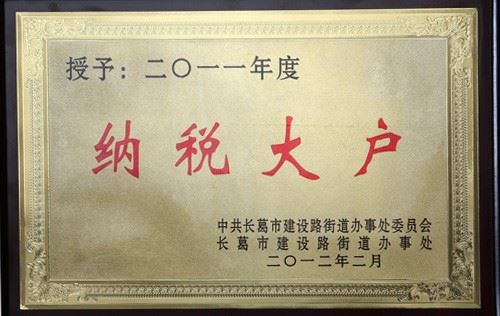 授予：二〇一一年度
纳税大户
中共长葛市建设路街道办事处委员会
长葛市建设路街道办事处
二〇一二年二月